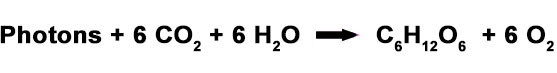 Photons + 6 CO₂ + 6 H₂O → C₆H₁₂O₆ + 6 O₂